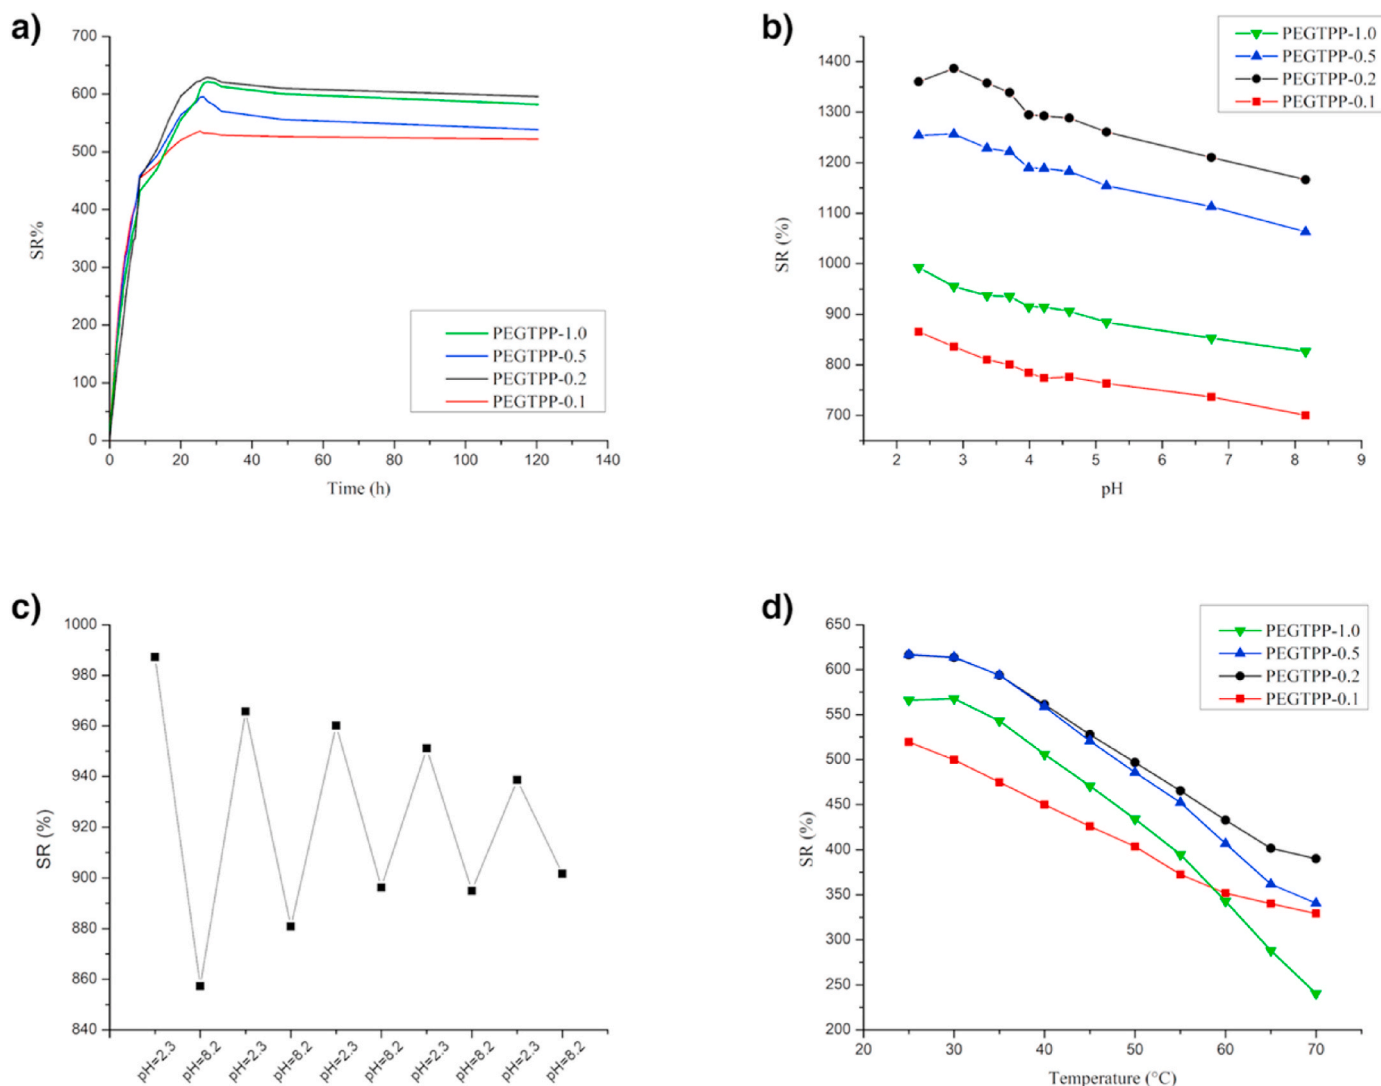 a)
700
600
500
400
300
200
100
0
SR%
0 20 40 60 80 100 120 140
Time (h)
PEGTPP-1.0
PEGTPP-0.5
PEGTPP-0.2
PEGTPP-0.1
b)
PEGTPP-1.0
PEGTPP-0.5
PEGTPP-0.2
PEGTPP-0.1
1400
1300
1200
1100
1000
900
800
700
SR (%)
2 3 4 5 6 7 8 9
pH
c)
1000
980
960
940
920
900
880
860
840
SR (%)
pH=2.3 pH=8.2 pH=2.3 pH=8.2 pH=2.3 pH=8.2 pH=2.3 pH=8.2 pH=2.3 pH=8.2
d)
650
600
550
500
450
400
350
300
250
200
SR (%)
PEGTPP-1.0
PEGTPP-0.5
PEGTPP-0.2
PEGTPP-0.1
20 30 40 50 60 70
Temperature (°C)